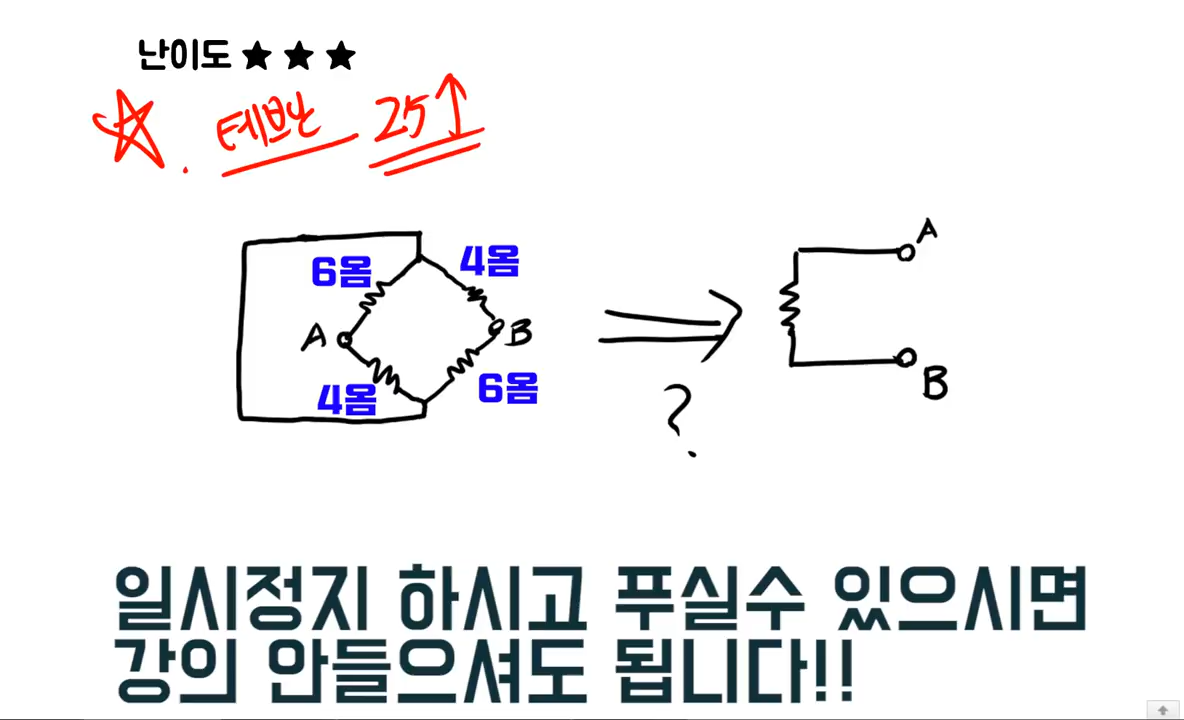 난이도 ★ ★ ★
테브난 25↑
6옴 4옴
A B
4옴 6옴
A
B
?
일시정지 하시고 푸실수 있으시면
강의 안들으셔도 됩니다!!